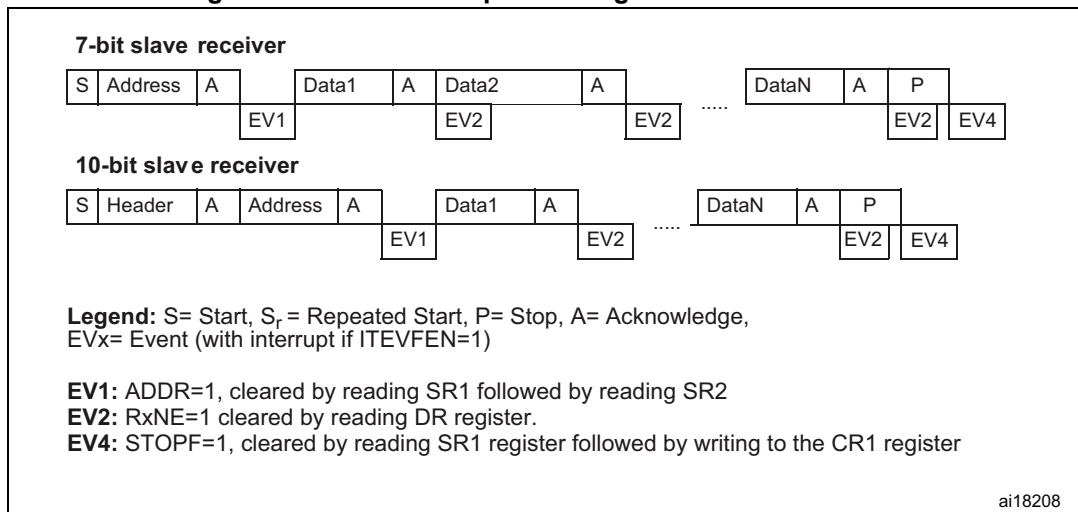 7-bit slave receiver
S Address A Data1 A Data2 A ..... DataN A P
EV1 EV2 EV2 EV2 EV4
10-bit slave receiver
S Header A Address A Data1 A ..... DataN A P
EV1 EV2 EV2 EV4
Legend: S= Start, Sr = Repeated Start, P= Stop, A= Acknowledge,
EVx= Event (with interrupt if ITEVFEN=1)
EV1: ADDR=1, cleared by reading SR1 followed by reading SR2
EV2: RxNE=1 cleared by reading DR register.
EV4: STOPF=1, cleared by reading SR1 register followed by writing to the CR1 register
ai18208